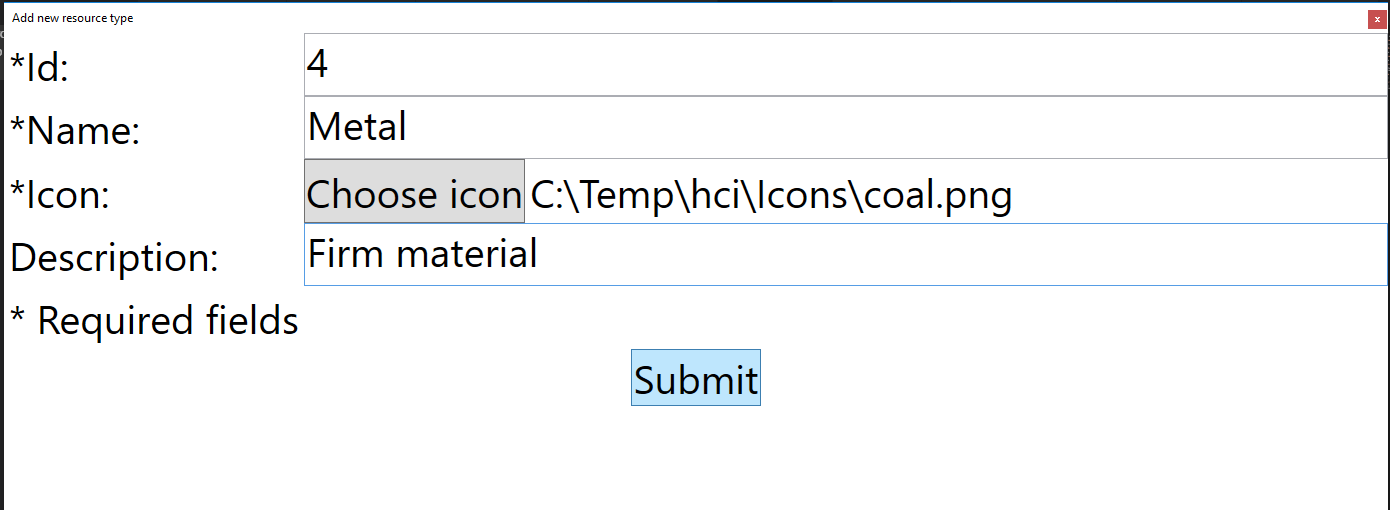 Add new resource type
x
*Id: 4
*Name: Metal
*Icon: Choose icon C:\Temp\hci\Icons\coal.png
Description: Firm material
* Required fields
Submit